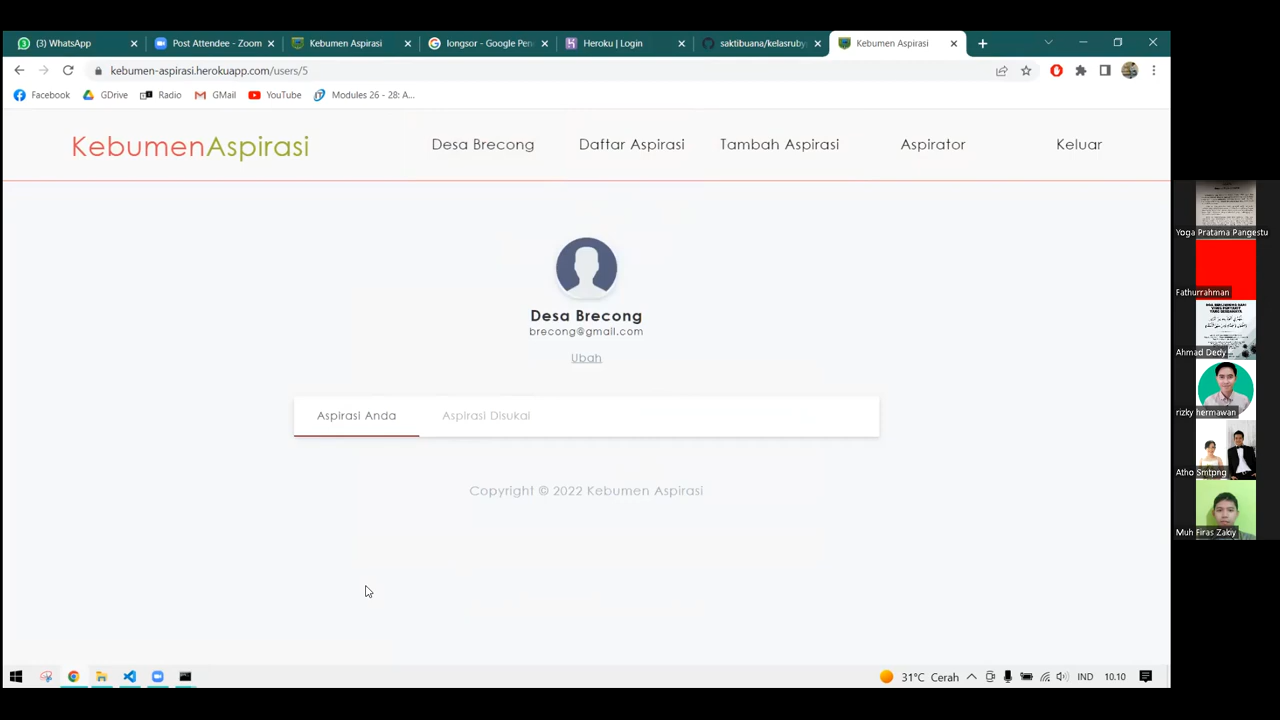 (3) WhatsApp
Post Attendee - Zoom
Kebumen Aspirasi
longsor - Google Pen
Heroku | Login
saktibuana/kelasruby
Kebumen Aspirasi
kebumen-aspirasi.herokuapp.com/users/5
Facebook
GDrive
Radio
GMail
YouTube
Modules 26 - 28: A...
KebumenAspirasi
Desa Brecong
Daftar Aspirasi
Tambah Aspirasi
Aspirator
Keluar
Desa Brecong
brecong@gmail.com
Ubah
Aspirasi Anda
Aspirasi Disukai
Copyright © 2022 Kebumen Aspirasi
Yoga Pratama Pangestu
Fathurrahman
Ahmad Dedy
rizky hermawan
Atho Smtpng
Muh Firas Zakiy
31°C Cerah
IND
10.10